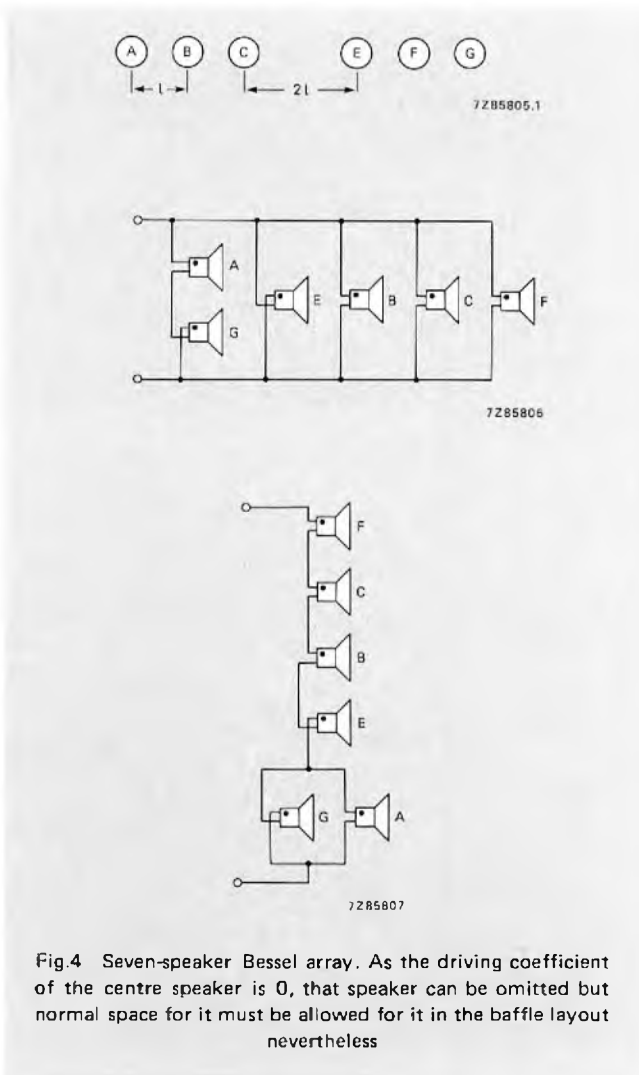 A B C E F G
l 2l
7Z85805.1
A
E B C F
G
7Z85806
F
C
B
E
G A
7Z85807
Fig.4 Seven-speaker Bessel array. As the driving coefficient
of the centre speaker is 0, that speaker can be omitted but
normal space for it must be allowed for it in the baffle layout
nevertheless